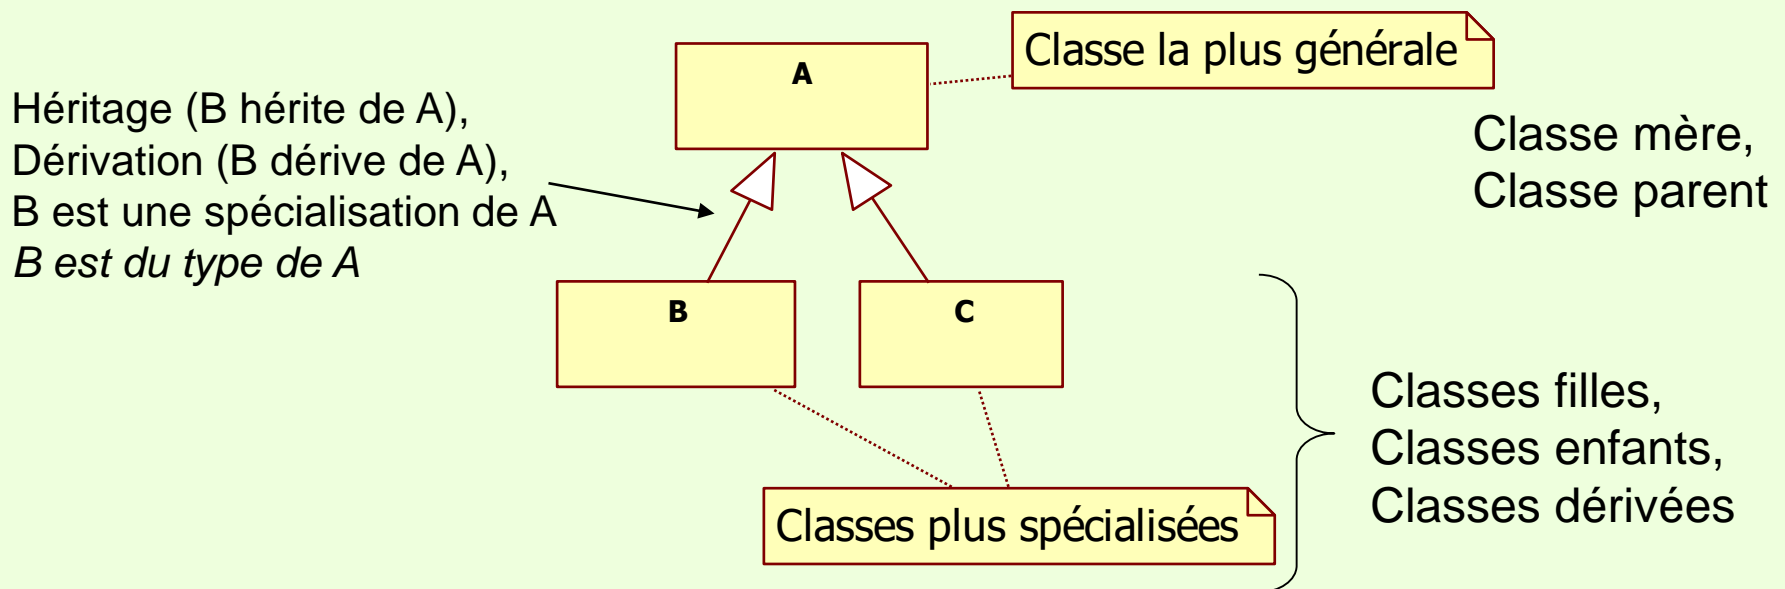 Classe la plus générale
A
Héritage (B hérite de A),
Dérivation (B dérive de A),
B est une spécialisation de A
B est du type de A
Classe mère,
Classe parent
B
C
Classes filles,
Classes enfants,
Classes dérivées
Classes plus spécialisées